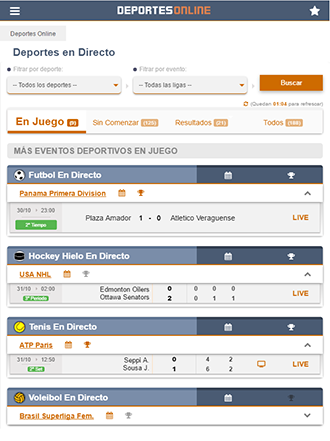 DEPORTESONLINE
Deportes Online
Deportes en Directo
Filtrar por deporte: Filtrar por evento:
-- Todos los deportes -- -- Todas las ligas -- Buscar
(Quedan 01:04 para refrescar)
En Juego (9) Sin Comenzar (125) Resultados (21) Todos
MÁS EVENTOS DEPORTIVOS EN JUEGO
Futbol En Directo
Panama Primera Division
30/10 23:00
Plaza Amador 1 - 0 Atletico Veraguense LIVE
2º Tiempo
Hockey Hielo En Directo
USA NHL
31/10 02:00 Edmonton Oilers 0 0 0 0
3º Periodo Ottawa Senators 2 0 1 1 LIVE
Tenis En Directo
ATP Paris
31/10 12:50 Seppi A. 0 4 2
2º Set Sousa J. 1 6 2 LIVE
Voleibol En Directo
Brasil Superliga Fem.